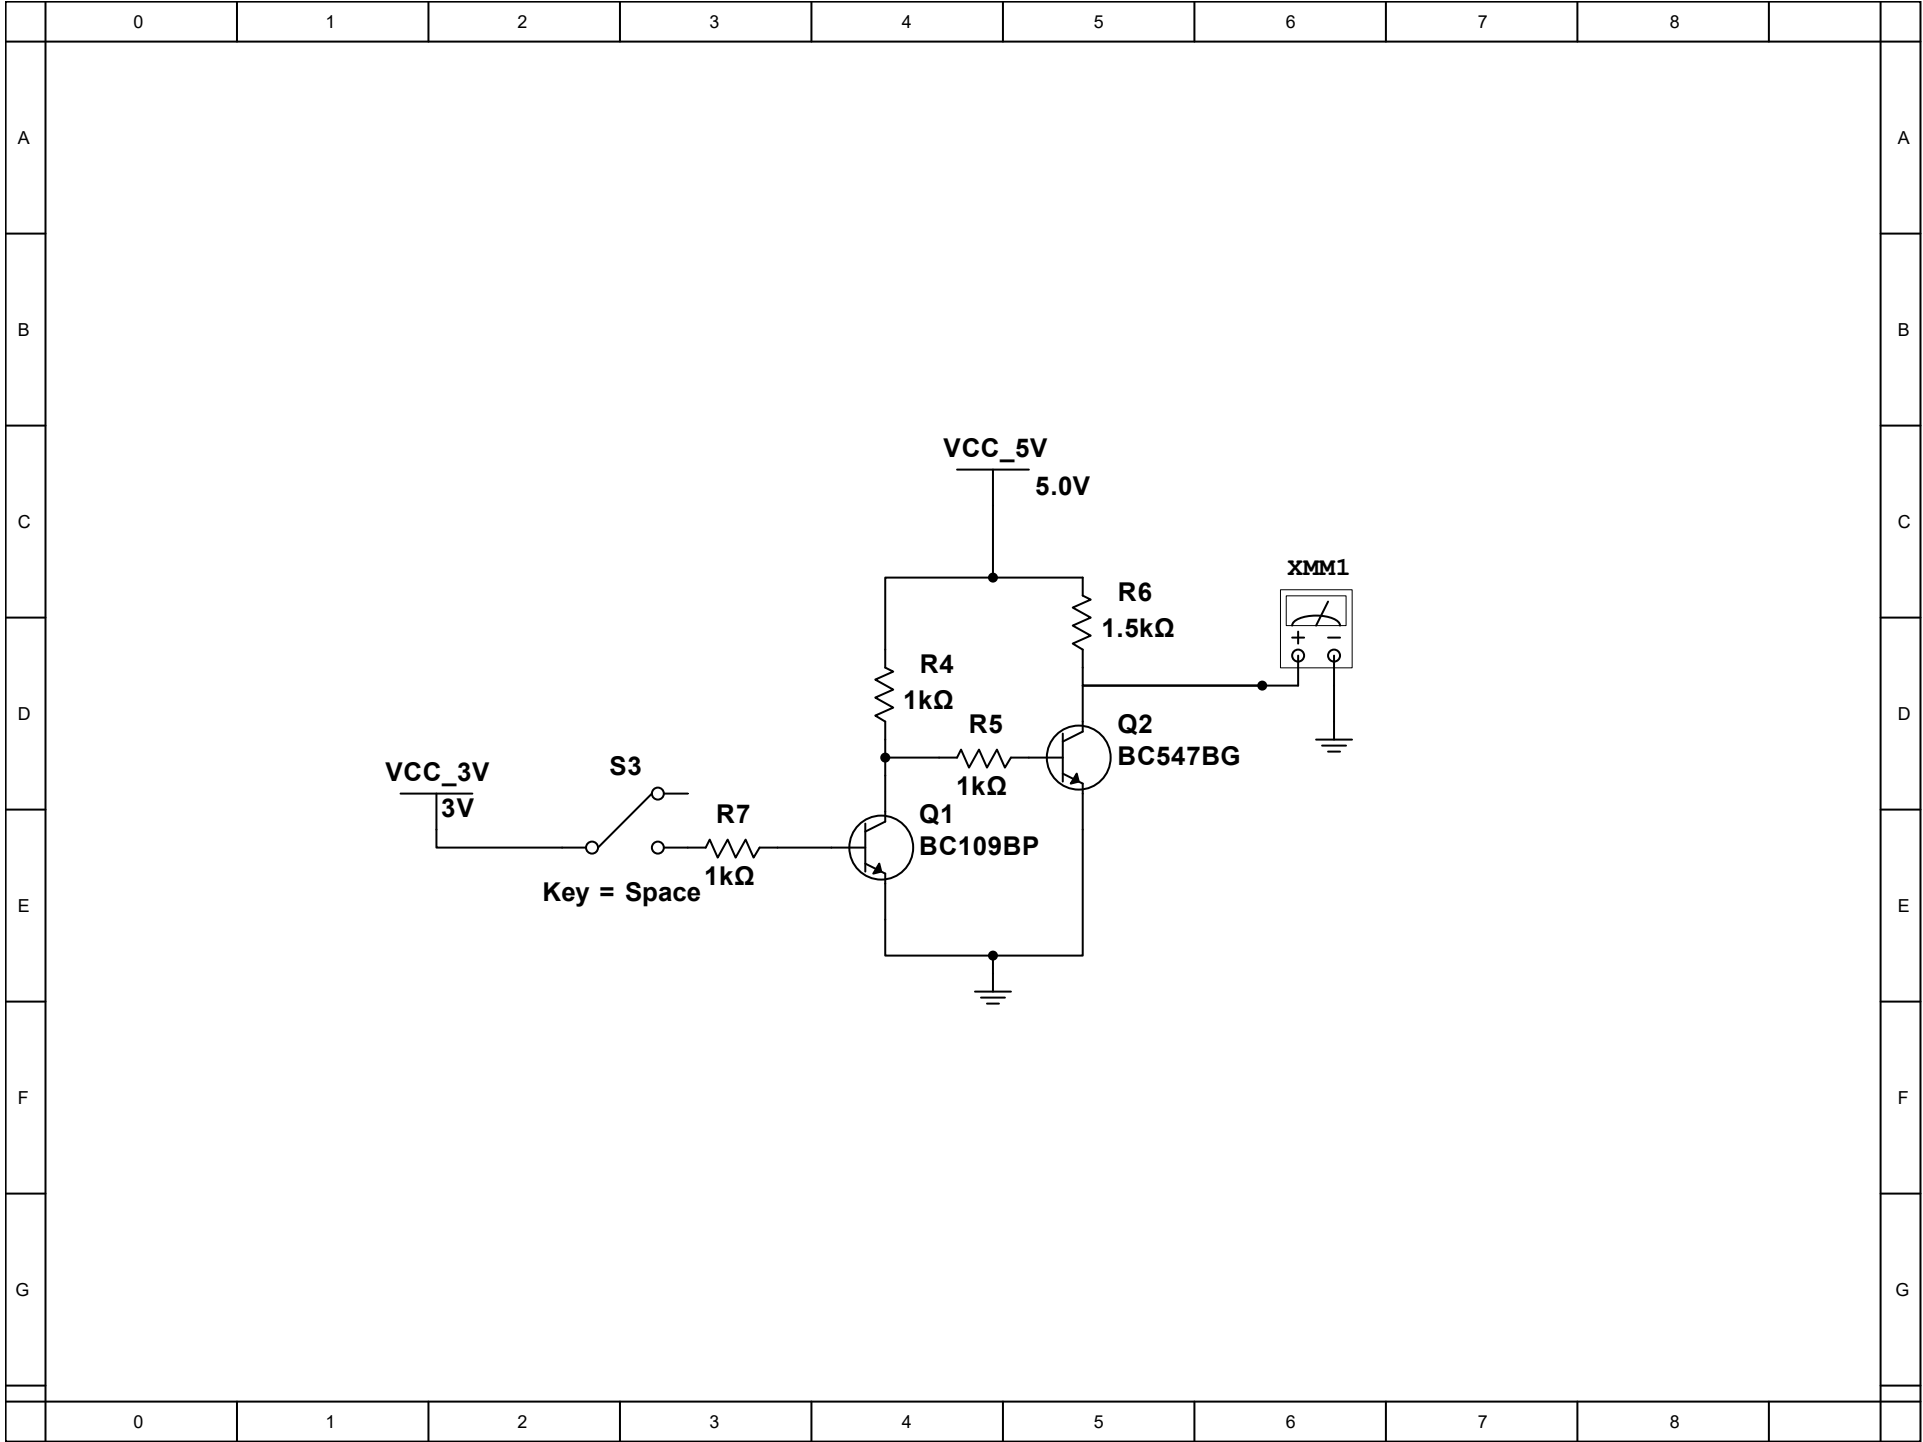 0 1 2 3 4 5 6 7 8
A A
B B
VCC_5V
5.0V
C C
XMM1
R6
1.5kΩ
R4
1kΩ
D D
R5
Q2
BC547BG
1kΩ
VCC_3V
3V
S3
R7
1kΩ
Q1
BC109BP
Key = Space
E E
F F
G G
0 1 2 3 4 5 6 7 8